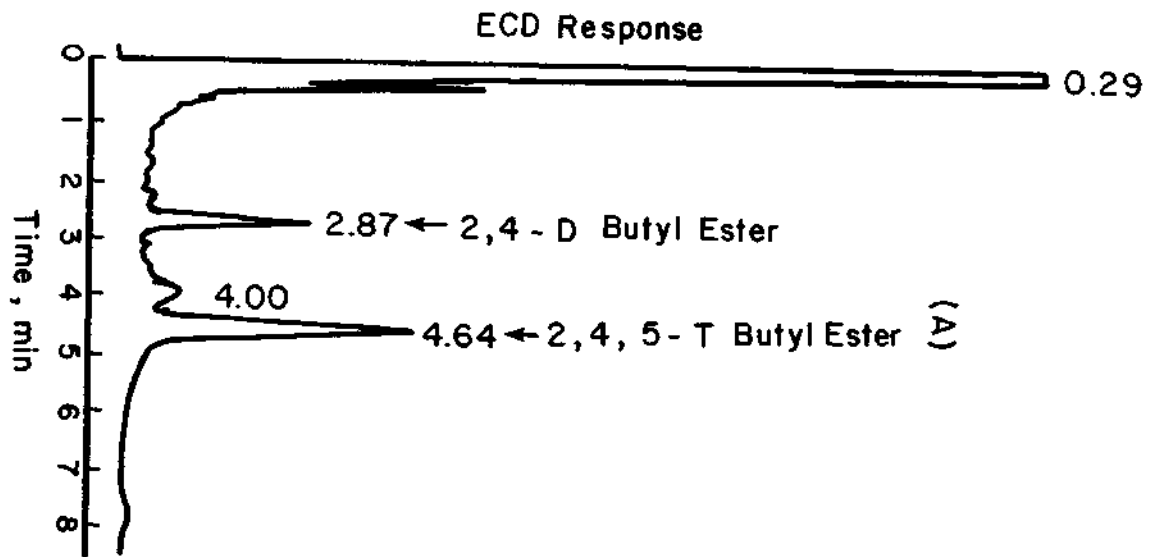 ECD Response
0
0.29
1
2
2.87 ← 2,4 - D Butyl Ester
3
4
4.00
4.64 ← 2, 4, 5 - T Butyl Ester (A)
5
6
7
8
Time, min